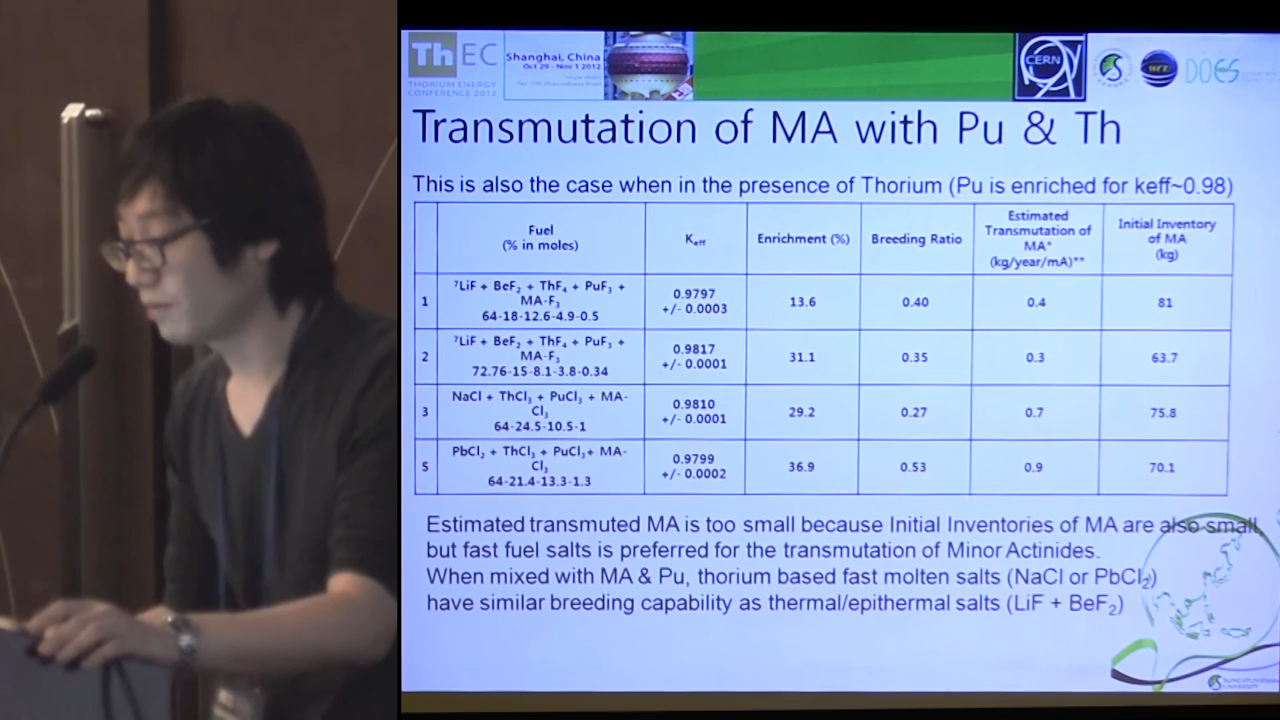 ThEC
THORIUM ENERGY
CONFERENCE 2012
Shanghai, China
Oct 29 - Nov 1 2012
CERN
DOES
Transmutation of MA with Pu & Th
This is also the case when in the presence of Thorium (Pu is enriched for keff~0.98)
Fuel
(% in moles)
Keff
Enrichment (%)
Breeding Ratio
Estimated
Transmutation of
MA*
(kg/year/mA)**
Initial Inventory
of MA
(kg)
1
⁷LiF + BeF₂ + ThF₄ + PuF₃ +
MA-F₃
64-18-12.6-4.9-0.5
0.9797
+/- 0.0003
13.6
0.40
0.4
81
2
⁷LiF + BeF₂ + ThF₄ + PuF₃ +
MA-F₃
72.76-15-8.1-3.8-0.34
0.9817
+/- 0.0001
31.1
0.35
0.3
63.7
3
NaCl + ThCl₃ + PuCl₃ + MA-
Cl₃
64-24.5-10.5-1
0.9810
+/- 0.0001
29.2
0.27
0.7
75.8
5
PbCl₂ + ThCl₃ + PuCl₃+ MA-
Cl₃
64-21.4-13.3-1.3
0.9799
+/- 0.0002
36.9
0.53
0.9
70.1
Estimated transmuted MA is too small because Initial Inventories of MA are also small,
but fast fuel salts is preferred for the transmutation of Minor Actinides.
When mixed with MA & Pu, thorium based fast molten salts (NaCl or PbCl₂)
have similar breeding capability as thermal/epithermal salts (LiF + BeF₂)
SUNGKYUNKWAN
UNIVERSITY